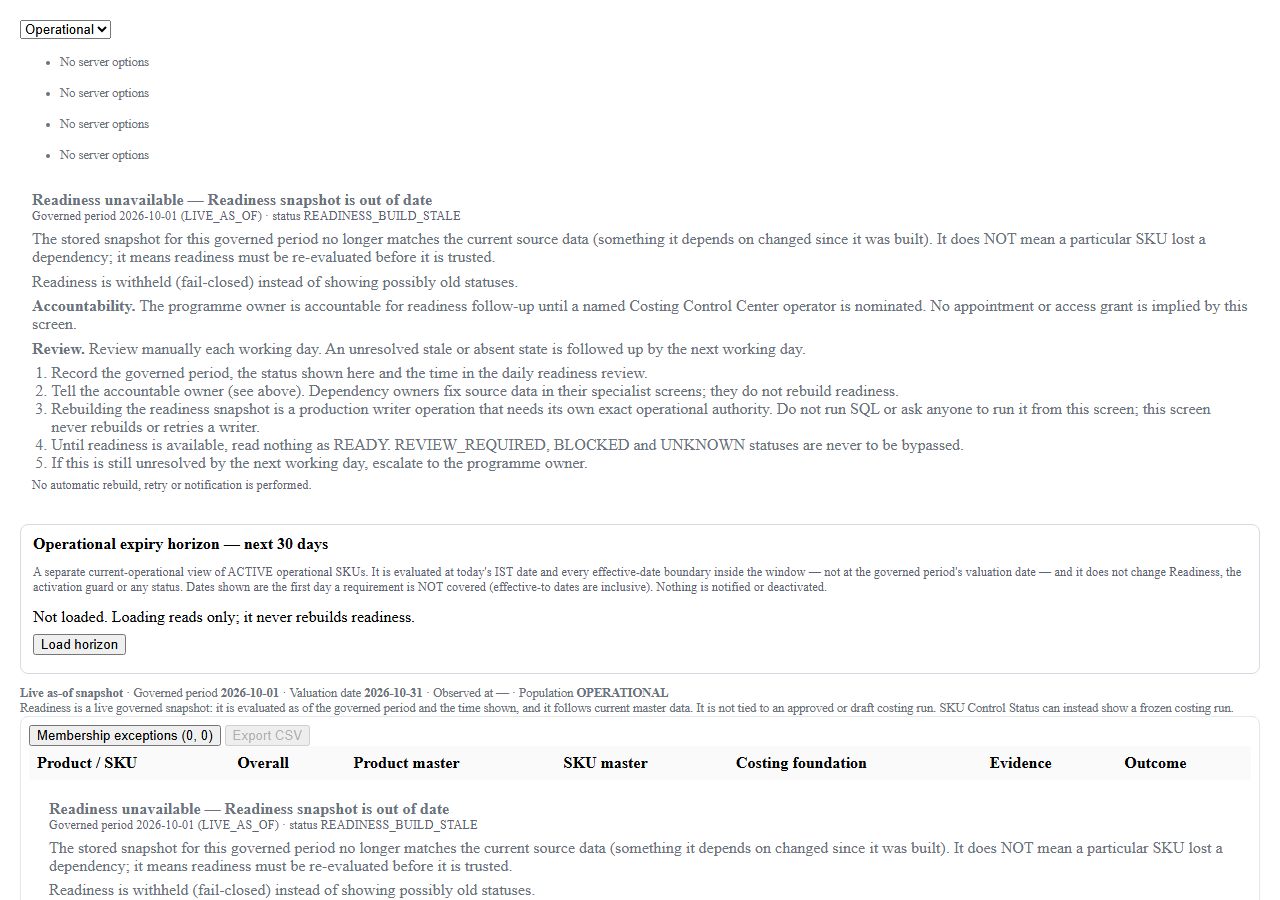 Operational
No server options
No server options
No server options
No server options
Readiness unavailable — Readiness snapshot is out of date
Governed period 2026-10-01 (LIVE_AS_OF) · status READINESS_BUILD_STALE
The stored snapshot for this governed period no longer matches the current source data (something it depends on changed since it was built). It does NOT mean a particular SKU lost a
dependency; it means readiness must be re-evaluated before it is trusted.
Readiness is withheld (fail-closed) instead of showing possibly old statuses.
Accountability. The programme owner is accountable for readiness follow-up until a named Costing Control Center operator is nominated. No appointment or access grant is implied by this
screen.
Review. Review manually each working day. An unresolved stale or absent state is followed up by the next working day.
1. Record the governed period, the status shown here and the time in the daily readiness review.
2. Tell the accountable owner (see above). Dependency owners fix source data in their specialist screens; they do not rebuild readiness.
3. Rebuilding the readiness snapshot is a production writer operation that needs its own exact operational authority. Do not run SQL or ask anyone to run it from this screen; this screen
never rebuilds or retries a writer.
4. Until readiness is available, read nothing as READY. REVIEW_REQUIRED, BLOCKED and UNKNOWN statuses are never to be bypassed.
5. If this is still unresolved by the next working day, escalate to the programme owner.
No automatic rebuild, retry or notification is performed.
Operational expiry horizon — next 30 days
A separate current-operational view of ACTIVE operational SKUs. It is evaluated at today's IST date and every effective-date boundary inside the window — not at the governed period's valuation date — and it does not change Readiness, the
activation guard or any status. Dates shown are the first day a requirement is NOT covered (effective-to dates are inclusive). Nothing is notified or deactivated.
Not loaded. Loading reads only; it never rebuilds readiness.
Load horizon
Live as-of snapshot · Governed period 2026-10-01 · Valuation date 2026-10-31 · Observed at — · Population OPERATIONAL
Readiness is a live governed snapshot: it is evaluated as of the governed period and the time shown, and it follows current master data. It is not tied to an approved or draft costing run. SKU Control Status can instead show a frozen costing run.
Membership exceptions (0, 0) Export CSV
Product / SKU Overall Product master SKU master Costing foundation Evidence Outcome
Readiness unavailable — Readiness snapshot is out of date
Governed period 2026-10-01 (LIVE_AS_OF) · status READINESS_BUILD_STALE
The stored snapshot for this governed period no longer matches the current source data (something it depends on changed since it was built). It does NOT mean a particular SKU lost a
dependency; it means readiness must be re-evaluated before it is trusted.
Readiness is withheld (fail-closed) instead of showing possibly old statuses.